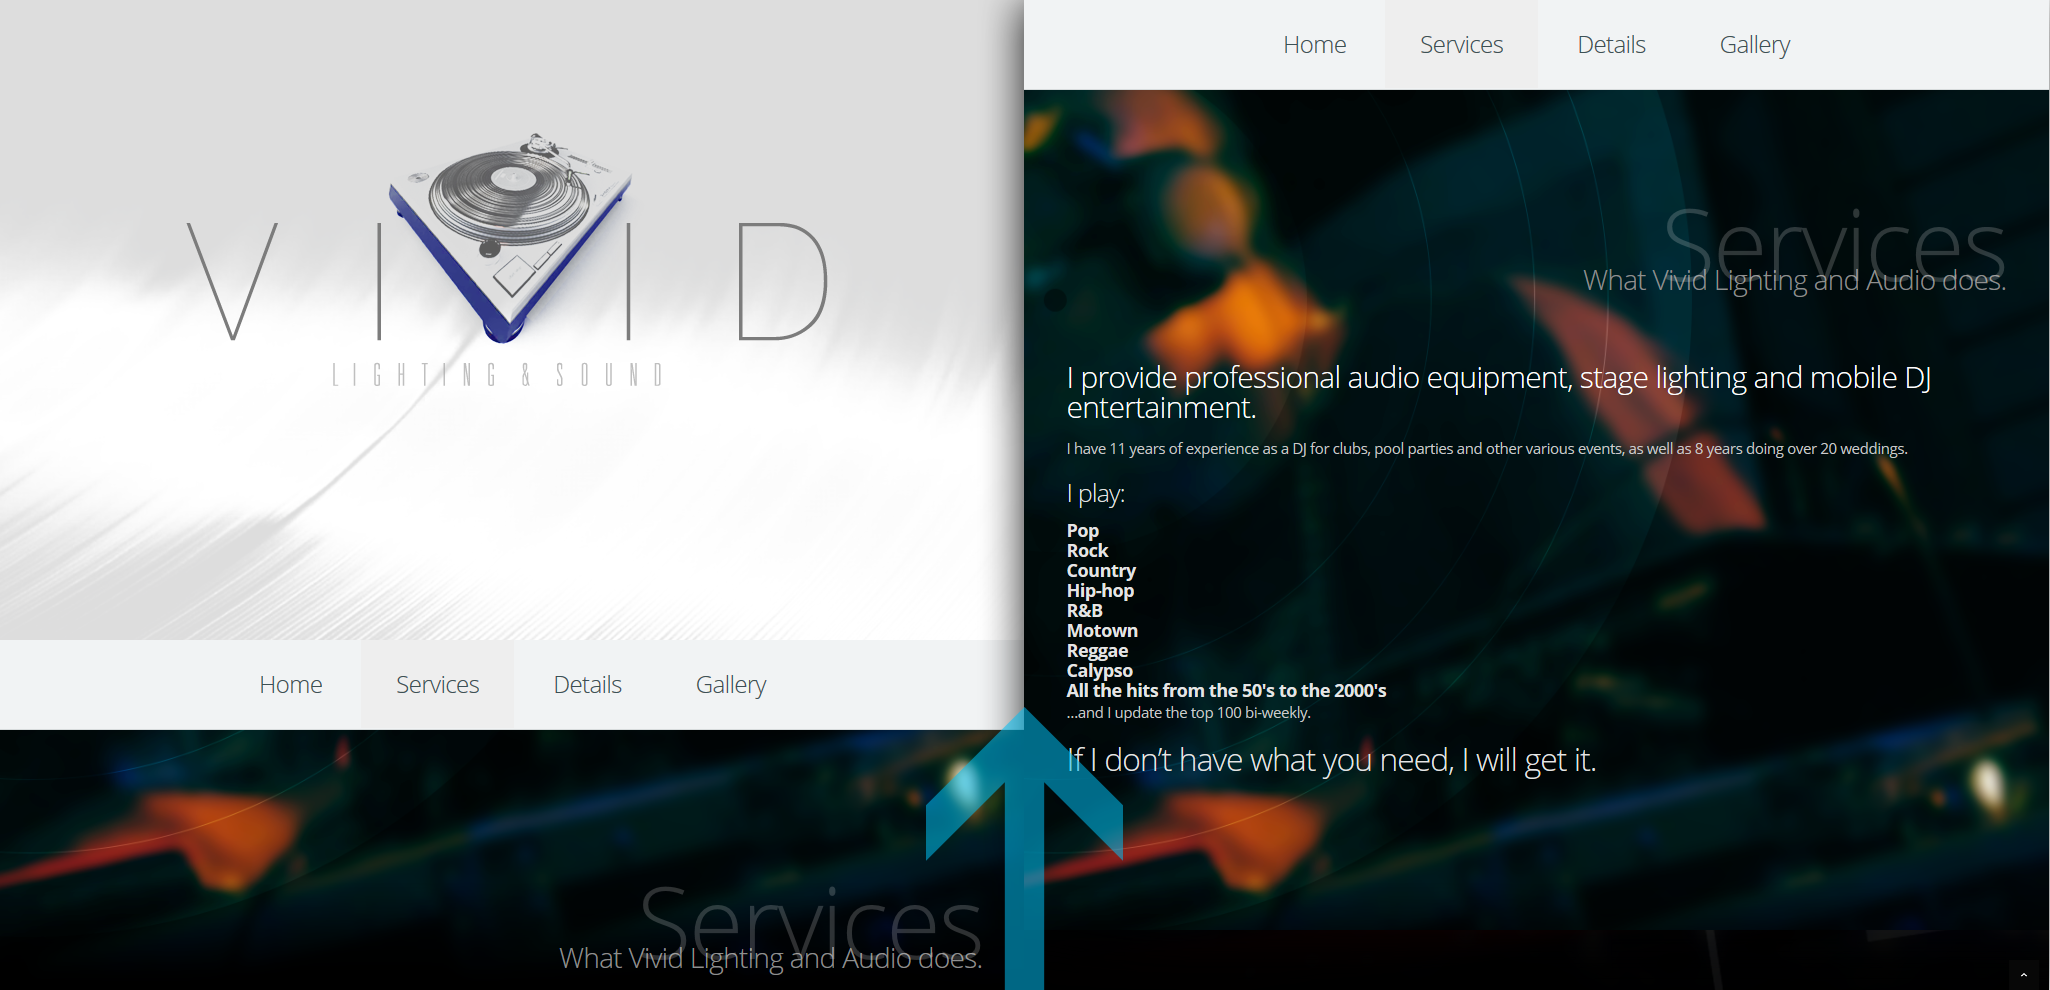 VIVID
LIGHTING & SOUND
Home Services Details Gallery
Services
What Vivid Lighting and Audio does.
Home Services Details Gallery
Services
What Vivid Lighting and Audio does.
I provide professional audio equipment, stage lighting and mobile DJ
entertainment.
I have 11 years of experience as a DJ for clubs, pool parties and other various events, as well as 8 years doing over 20 weddings.
I play:
Pop
Rock
Country
Hip-hop
R&B
Motown
Reggae
Calypso
All the hits from the 50's to the 2000's
...and I update the top 100 bi-weekly.
If I don’t have what you need, I will get it.